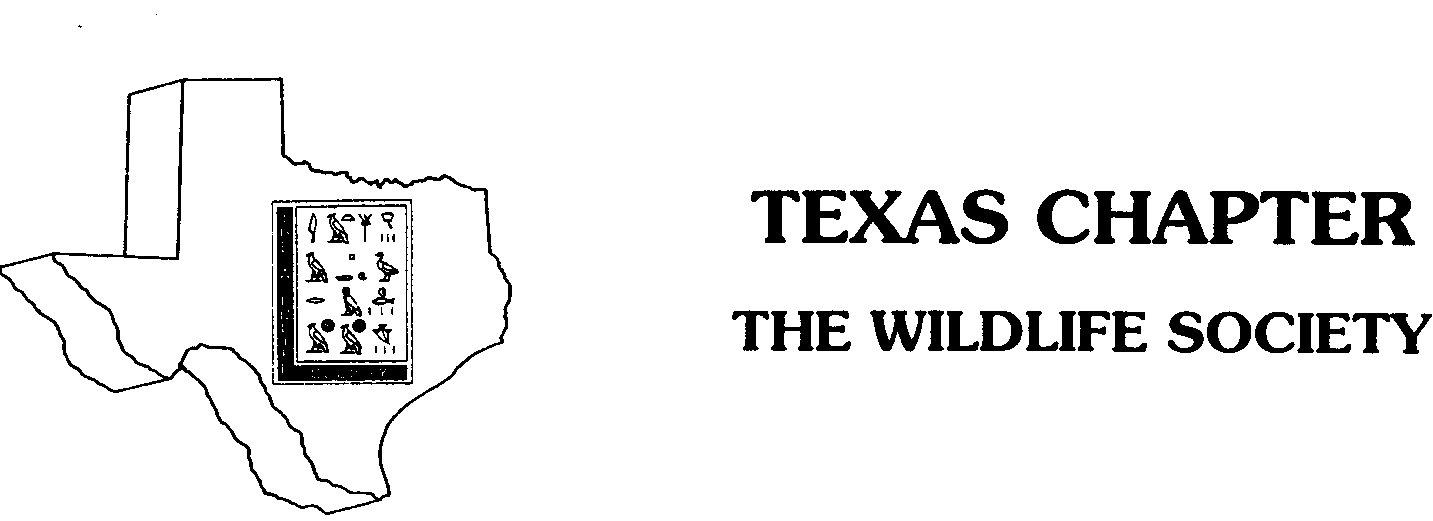 TEXAS CHAPTER
THE WILDLIFE SOCIETY